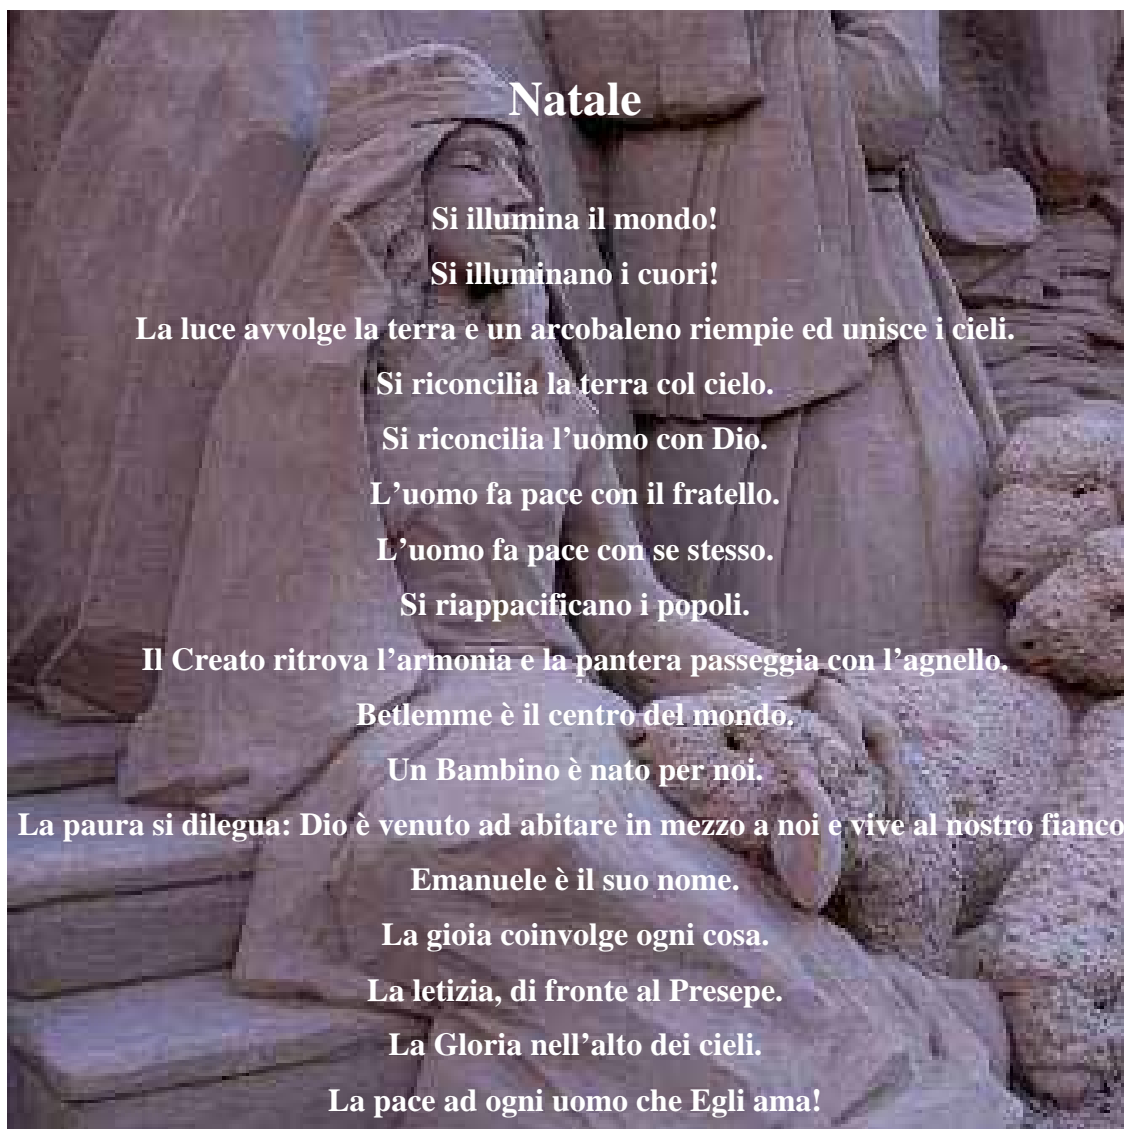 Natale
Si illumina il mondo!
Si illuminano i cuori!
La luce avvolge la terra e un arcobaleno riempie ed unisce i cieli.
Si riconcilia la terra col cielo.
Si riconcilia l’uomo con Dio.
L’uomo fa pace con il fratello.
L’uomo fa pace con se stesso.
Si riappacificano i popoli.
Il Creato ritrova l’armonia e la pantera passeggia con l’agnello.
Betlemme è il centro del mondo.
Un Bambino è nato per noi.
La paura si dilegua: Dio è venuto ad abitare in mezzo a noi e vive al nostro fianco
Emanuele è il suo nome.
La gioia coinvolge ogni cosa.
La letizia, di fronte al Presepe.
La Gloria nell’alto dei cieli.
La pace ad ogni uomo che Egli ama!